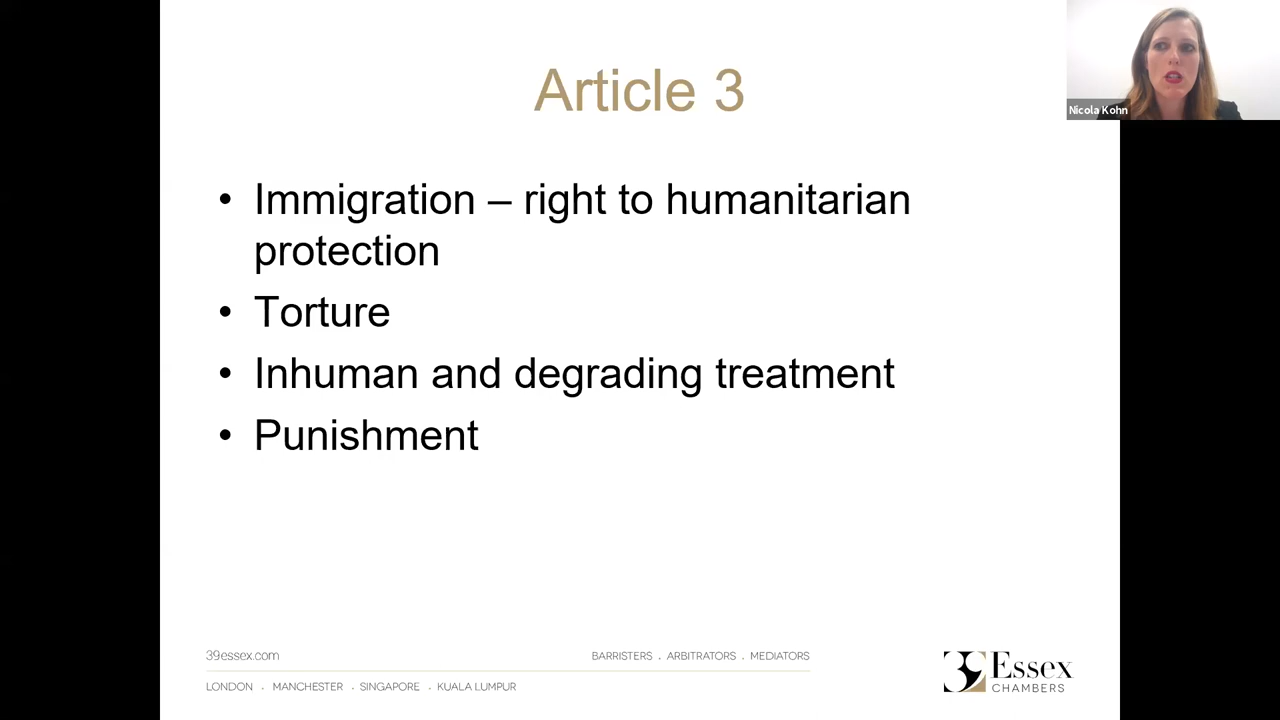 Article 3
Nicola Kohn
• Immigration – right to humanitarian
protection
• Torture
• Inhuman and degrading treatment
• Punishment
39essex.com
BARRISTERS . ARBITRATORS . MEDIATORS
LONDON . MANCHESTER . SINGAPORE . KUALA LUMPUR
39 Essex
CHAMBERS